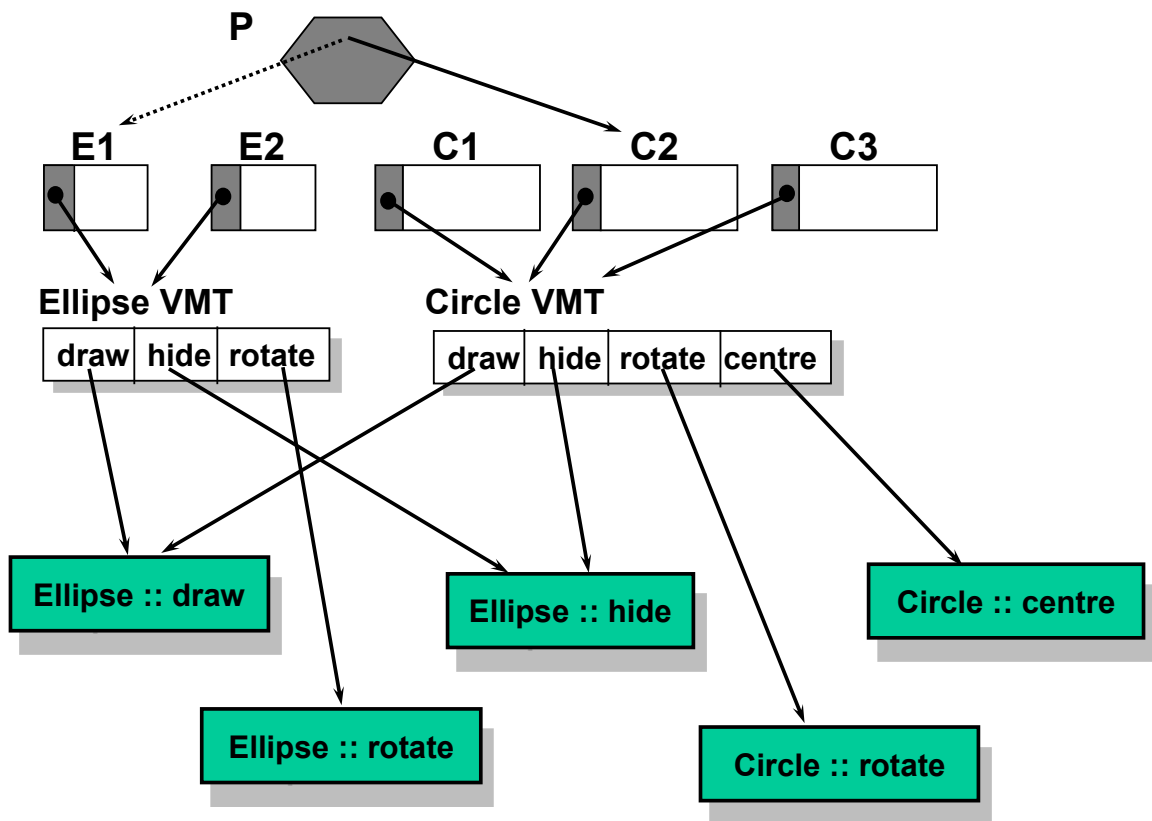 P
E1 E2 C1 C2 C3
Ellipse VMT Circle VMT
draw hide rotate draw hide rotate centre
Ellipse :: draw Ellipse :: hide Circle :: centre
Ellipse :: rotate Circle :: rotate